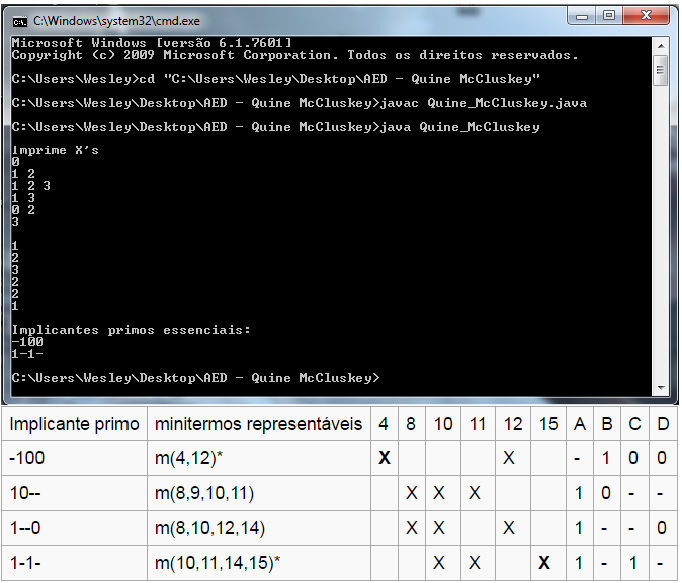 C:\Windows\system32\cmd.exe
Microsoft Windows [versão 6.1.7601]
Copyright (c) 2009 Microsoft Corporation. Todos os direitos reservados.
C:\Users\Wesley>cd "C:\Users\Wesley\Desktop\AED - Quine McCluskey"
C:\Users\Wesley\Desktop\AED - Quine McCluskey>javac Quine_McCluskey.java
C:\Users\Wesley\Desktop\AED - Quine McCluskey>java Quine_McCluskey
Imprime X's
0
1 2
1 2 3
1 3
0 2
3
1
2
3
2
2
1
Implicantes primos essenciais:
-100
1-1-
C:\Users\Wesley\Desktop\AED - Quine McCluskey>
Implicante primo minitermos representáveis 4 8 10 11 12 15 A B C D
-100 m(4,12)* X X - 1 0 0
10-- m(8,9,10,11) X X X 1 0 - -
1--0 m(8,10,12,14) X X X 1 - - 0
1-1- m(10,11,14,15)* X X X 1 - 1 -